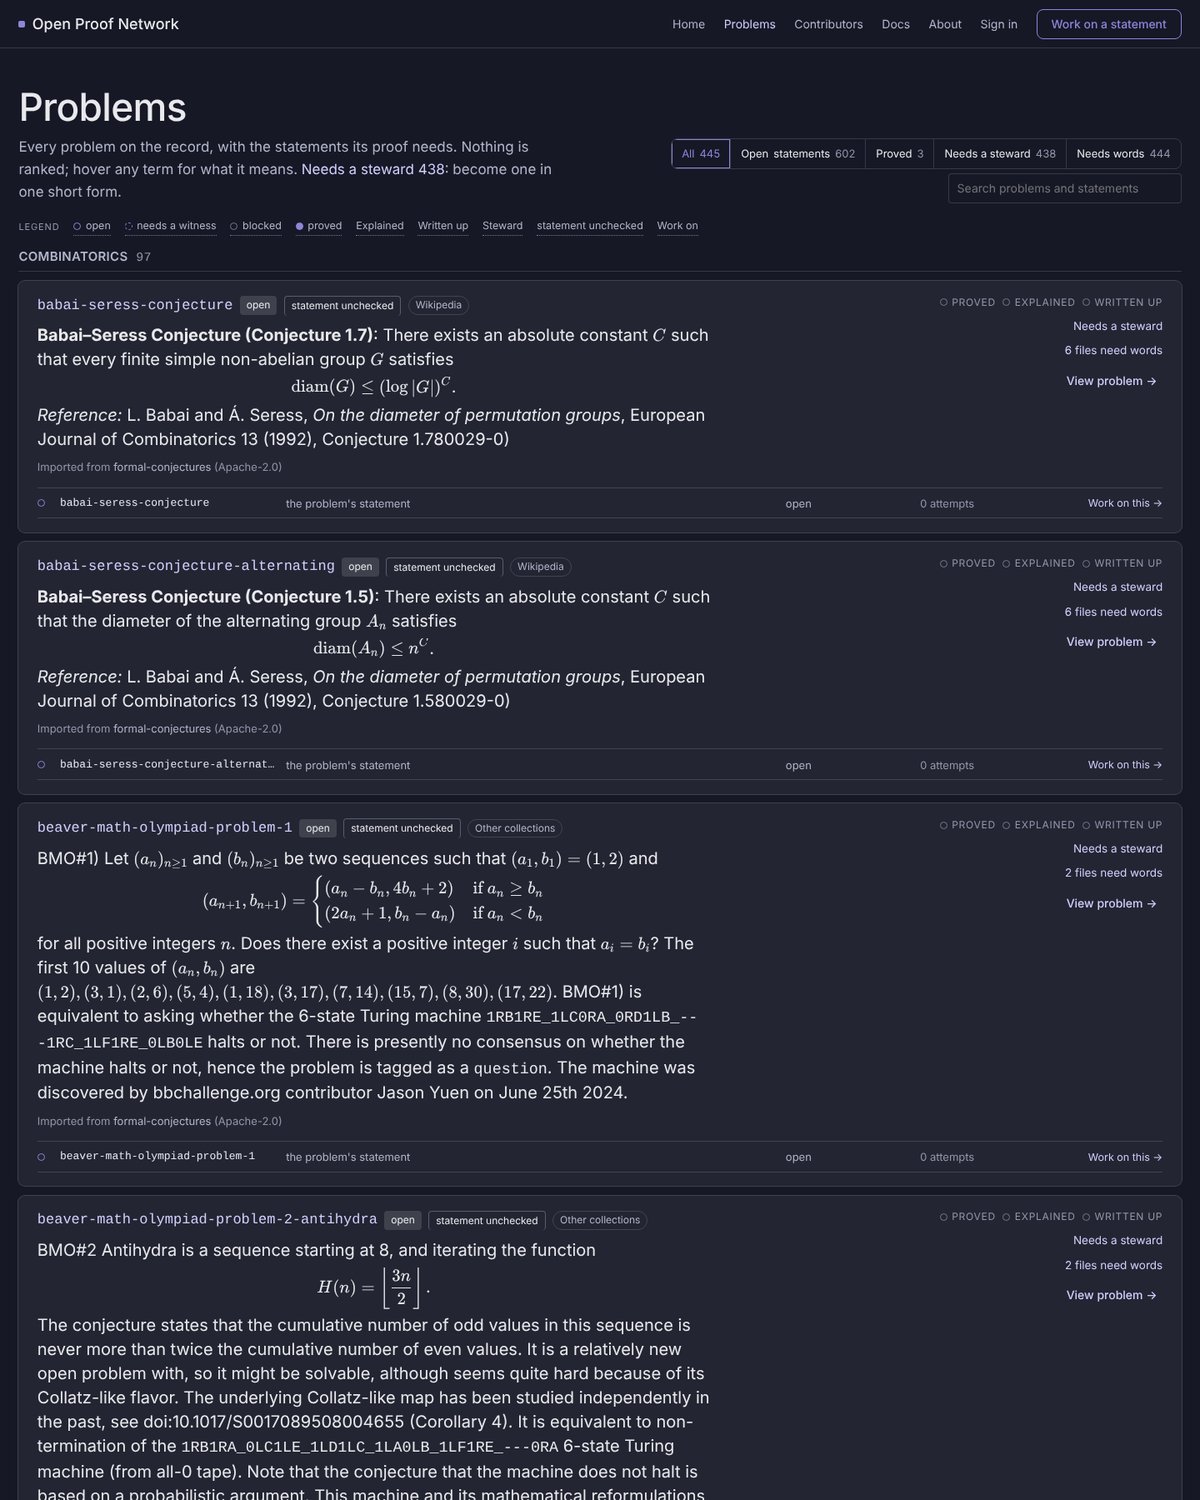 Open Proof Network
Home Problems Contributors Docs About Sign in Work on a statement
Problems
Every problem on the record, with the statements its proof needs. Nothing is
ranked; hover any term for what it means. Needs a steward 438: become one in
one short form.
All 445 Open statements 602 Proved 3 Needs a steward 438 Needs words 444
Search problems and statements
LEGEND open needs a witness blocked proved Explained Written up Steward statement unchecked Work on
COMBINATORICS 97
babai-seress-conjecture open statement unchecked Wikipedia
PROVED EXPLAINED WRITTEN UP
Needs a steward
6 files need words
View problem →
Babai–Seress Conjecture (Conjecture 1.7): There exists an absolute constant C such
that every finite simple non-abelian group G satisfies
diam(G) ≤ (log |G|)^C.
Reference: L. Babai and Á. Seress, On the diameter of permutation groups, European
Journal of Combinatorics 13 (1992), Conjecture 1.780029-0)
Imported from formal-conjectures (Apache-2.0)
babai-seress-conjecture the problem's statement open 0 attempts Work on this →
babai-seress-conjecture-alternating open statement unchecked Wikipedia
PROVED EXPLAINED WRITTEN UP
Needs a steward
6 files need words
View problem →
Babai–Seress Conjecture (Conjecture 1.5): There exists an absolute constant C such
that the diameter of the alternating group A_n satisfies
diam(A_n) ≤ n^C.
Reference: L. Babai and Á. Seress, On the diameter of permutation groups, European
Journal of Combinatorics 13 (1992), Conjecture 1.580029-0)
Imported from formal-conjectures (Apache-2.0)
babai-seress-conjecture-alternat… the problem's statement open 0 attempts Work on this →
beaver-math-olympiad-problem-1 open statement unchecked Other collections
PROVED EXPLAINED WRITTEN UP
Needs a steward
2 files need words
View problem →
BMO#1) Let (a_n)_{n≥1} and (b_n)_{n≥1} be two sequences such that (a_1, b_1) = (1, 2) and
(a_{n+1}, b_{n+1}) = { (a_n − b_n, 4b_n + 2) if a_n ≥ b_n
(2a_n + 1, b_n − a_n) if a_n < b_n
for all positive integers n. Does there exist a positive integer i such that a_i = b_i? The
first 10 values of (a_n, b_n) are
(1, 2), (3, 1), (2, 6), (5, 4), (1, 18), (3, 17), (7, 14), (15, 7), (8, 30), (17, 22). BMO#1) is
equivalent to asking whether the 6-state Turing machine 1RB1RE_1LC0RA_0RD1LB_--
-1RC_1LF1RE_0LB0LE halts or not. There is presently no consensus on whether the
machine halts or not, hence the problem is tagged as a question. The machine was
discovered by bbchallenge.org contributor Jason Yuen on June 25th 2024.
Imported from formal-conjectures (Apache-2.0)
beaver-math-olympiad-problem-1 the problem's statement open 0 attempts Work on this →
beaver-math-olympiad-problem-2-antihydra open statement unchecked Other collections
PROVED EXPLAINED WRITTEN UP
Needs a steward
2 files need words
View problem →
BMO#2 Antihydra is a sequence starting at 8, and iterating the function
H(n) = ⌊3n/2⌋.
The conjecture states that the cumulative number of odd values in this sequence is
never more than twice the cumulative number of even values. It is a relatively new
open problem with, so it might be solvable, although seems quite hard because of its
Collatz-like flavor. The underlying Collatz-like map has been studied independently in
the past, see doi:10.1017/S0017089508004655 (Corollary 4). It is equivalent to non-
termination of the 1RB1RA_0LC1LE_1LD1LC_1LA0LB_1LF1RE_---0RA 6-state Turing
machine (from all-0 tape). Note that the conjecture that the machine does not halt is
based on a probabilistic argument. This machine and its mathematical reformulations